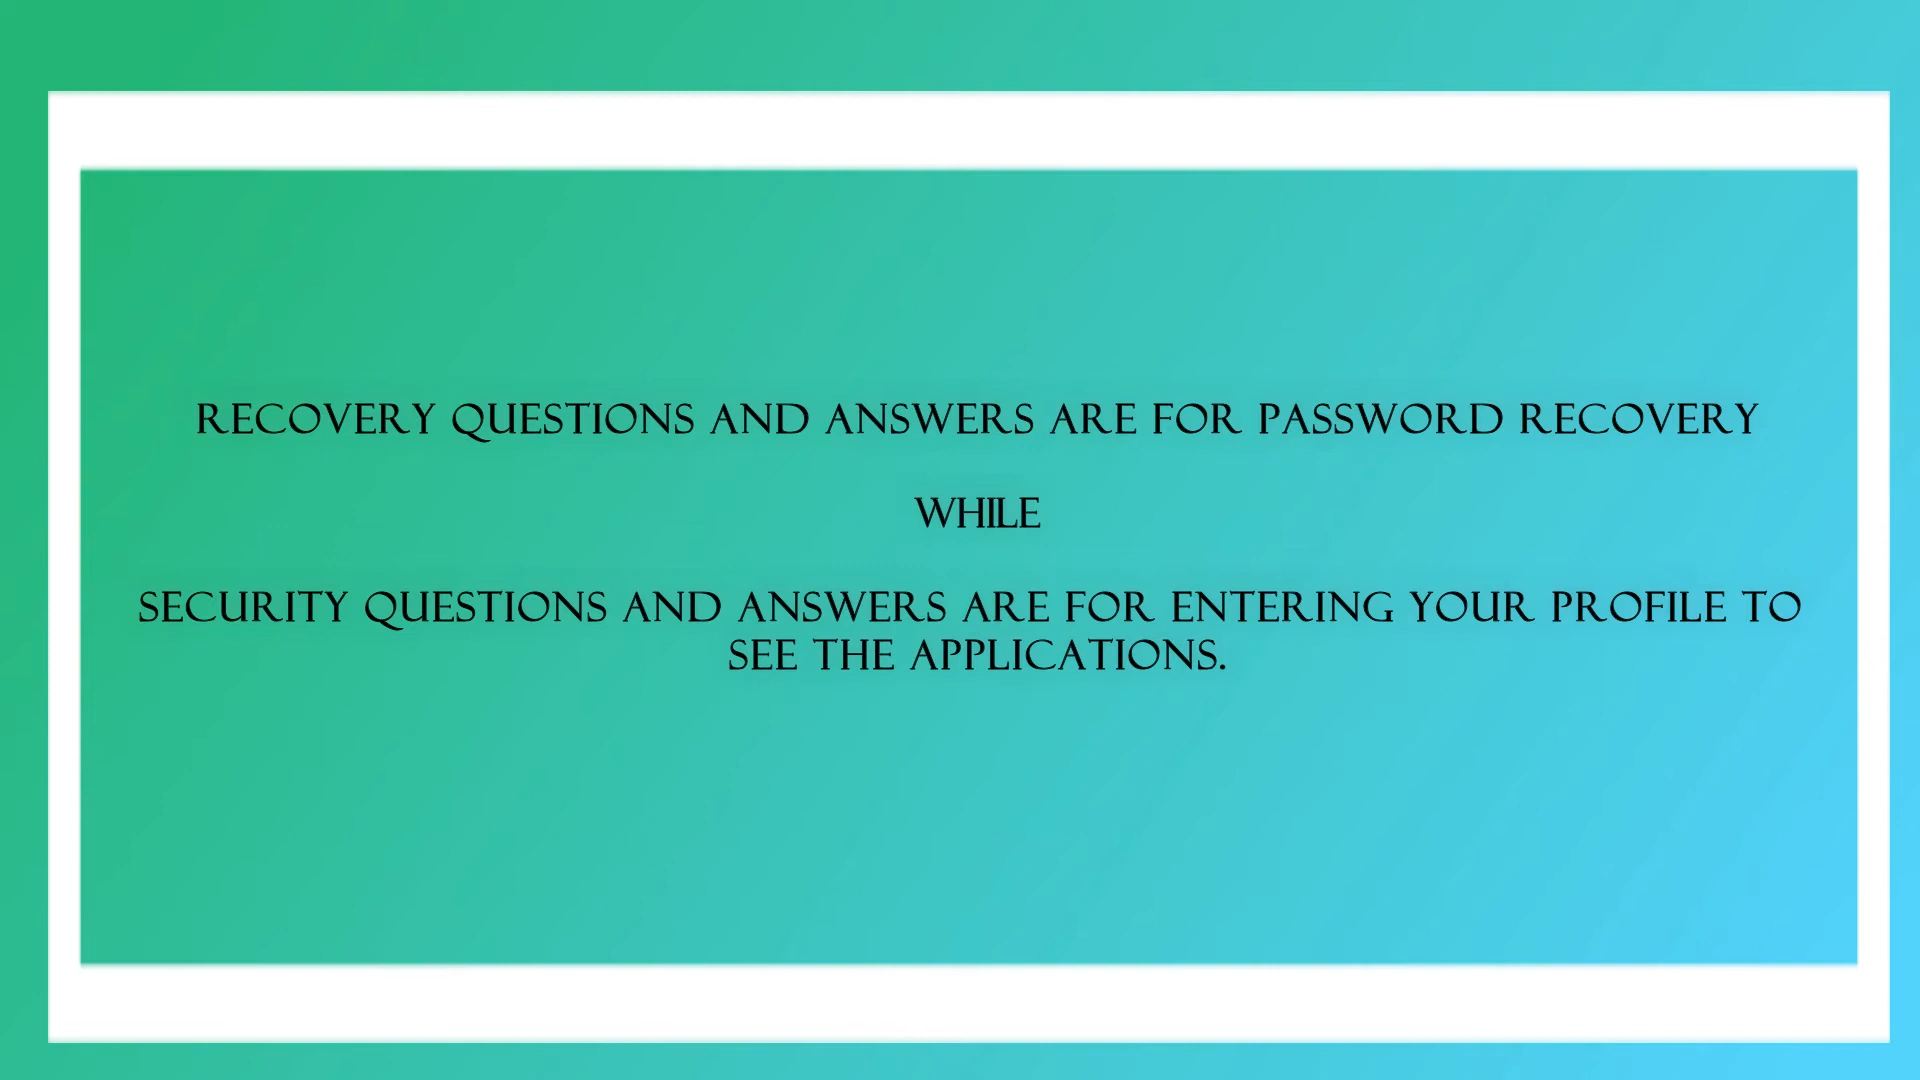 RECOVERY QUESTIONS AND ANSWERS ARE FOR PASSWORD RECOVERY
WHILE
SECURITY QUESTIONS AND ANSWERS ARE FOR ENTERING YOUR PROFILE TO
SEE THE APPLICATIONS.